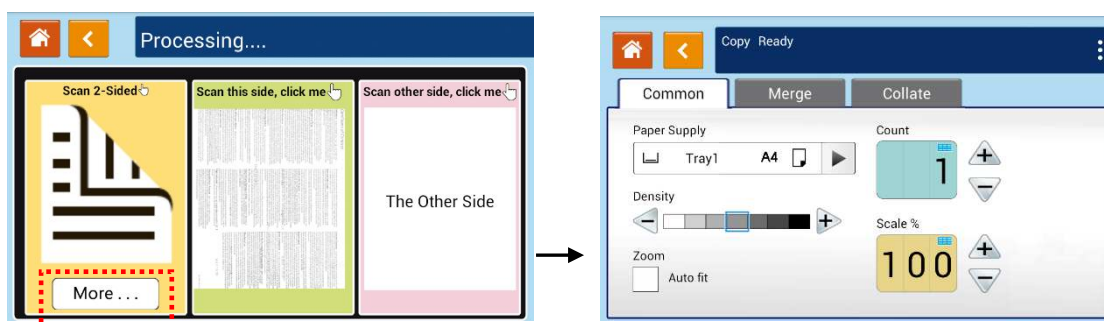 Processing....
Scan 2-Sided
Scan this side, click me
Scan other side, click me
The Other Side
More . . .
Copy Ready
Common
Merge
Collate
Paper Supply
Tray1 A4
Density
Zoom
Auto fit
Count
1
Scale %
100